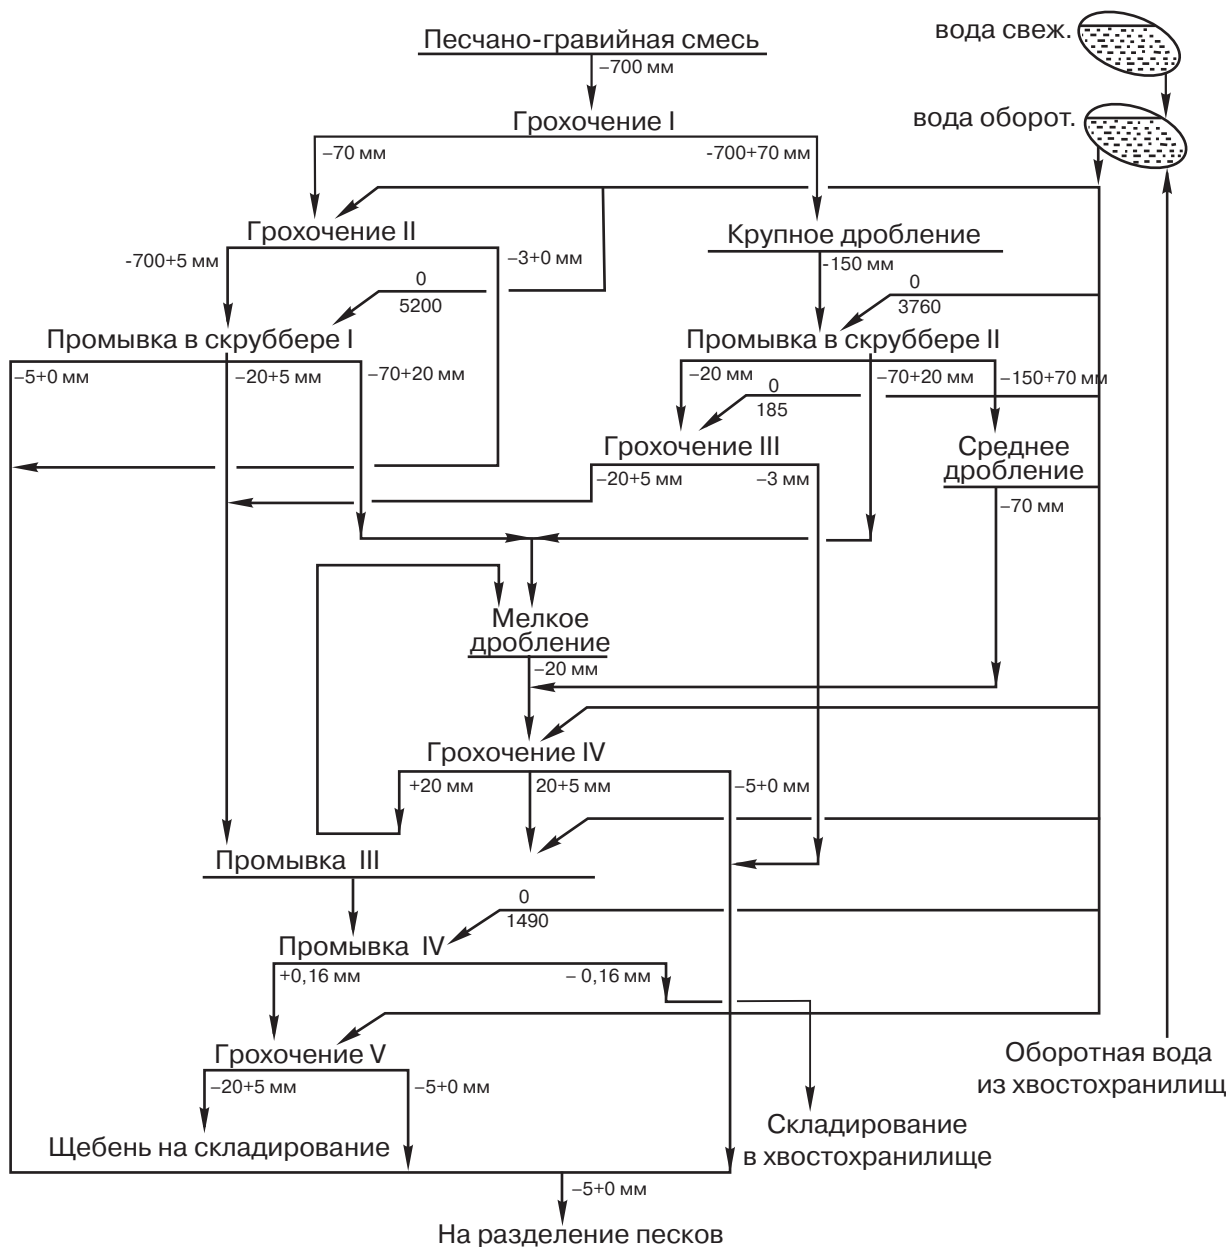 Песчано-гравийная смесь
вода свеж.
−700 мм
вода оборот.
Грохочение I
−70 мм
-700+70 мм
Грохочение II
Крупное дробление
-700+5 мм
−3+0 мм
-150 мм
0
5200
0
3760
Промывка в скруббере I
Промывка в скруббере II
−5+0 мм
−20+5 мм
−70+20 мм
−20 мм
−70+20 мм
−150+70 мм
0
185
Грохочение III
Среднее
дробление
−20+5 мм
−3 мм
−70 мм
Мелкое
дробление
−20 мм
Грохочение IV
+20 мм
20+5 мм
−5+0 мм
Промывка III
0
1490
Промывка IV
+0,16 мм
− 0,16 мм
Грохочение V
Оборотная вода
из хвостохранилищ
−20+5 мм
−5+0 мм
Щебень на складирование
Складирование
в хвостохранилище
−5+0 мм
На разделение песков